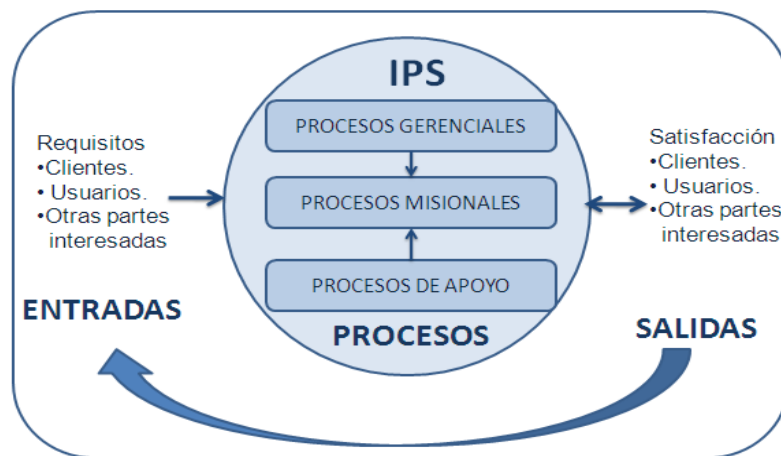 IPS
PROCESOS GERENCIALES
Requisitos
•Clientes.
• Usuarios.
•Otras partes
interesadas
PROCESOS MISIONALES
Satisfacción
•Clientes.
• Usuarios.
•Otras partes
interesadas
PROCESOS DE APOYO
ENTRADAS
PROCESOS
SALIDAS